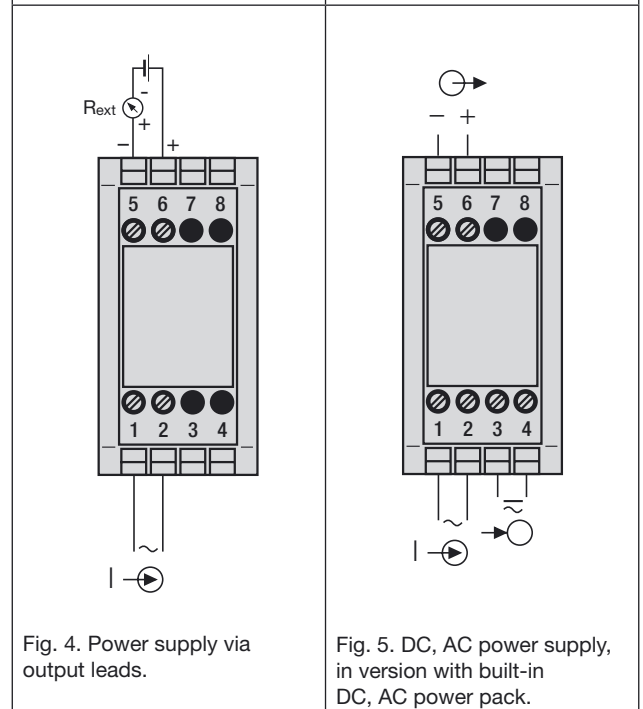 Rext
-
+
– +
5 6 7 8
1 2 3 4
~
I
Fig. 4. Power supply via
output leads.
– +
5 6 7 8
1 2 3 4
~
I
Fig. 5. DC, AC power supply,
in version with built-in
DC, AC power pack.